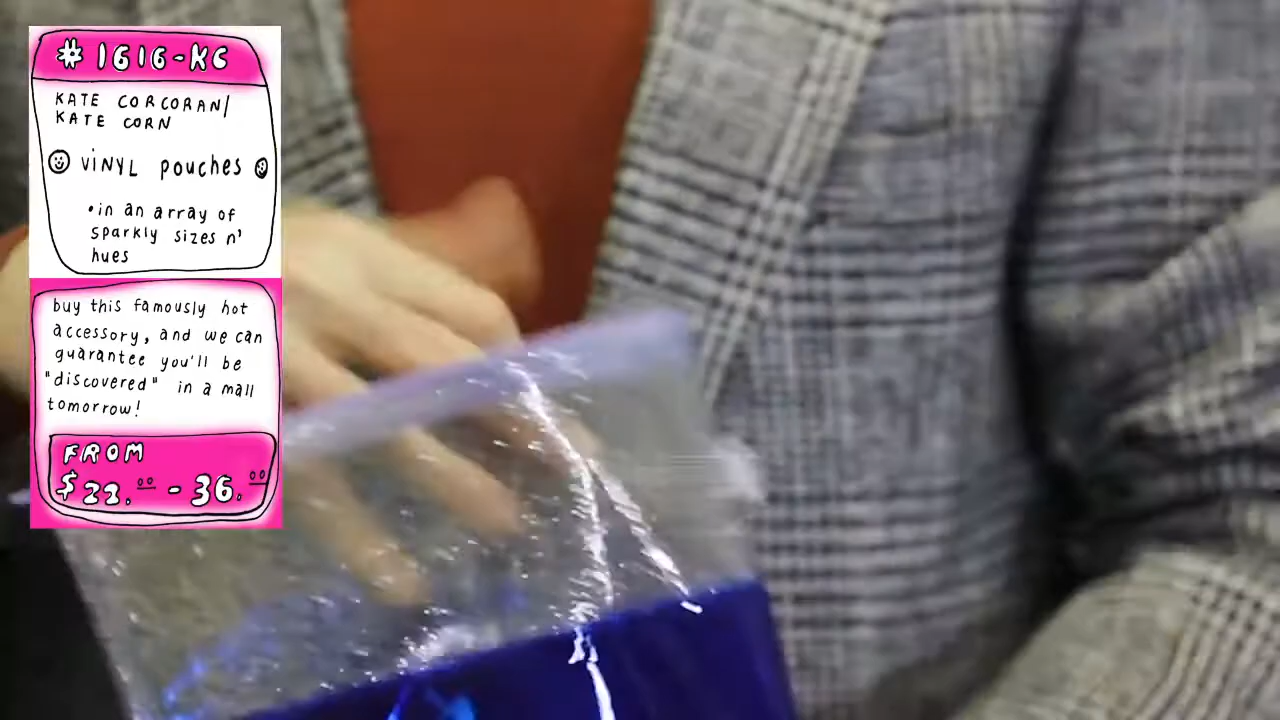 # 1616-KC
KATE CORCORAN/
KATE CORN
VINYL pouches
•in an array of
sparkly sizes n'
hues
buy this famously hot
accessory, and we can
guarantee you'll be
"discovered" in a mall
tomorrow!
FROM
$22.00 - 36.00